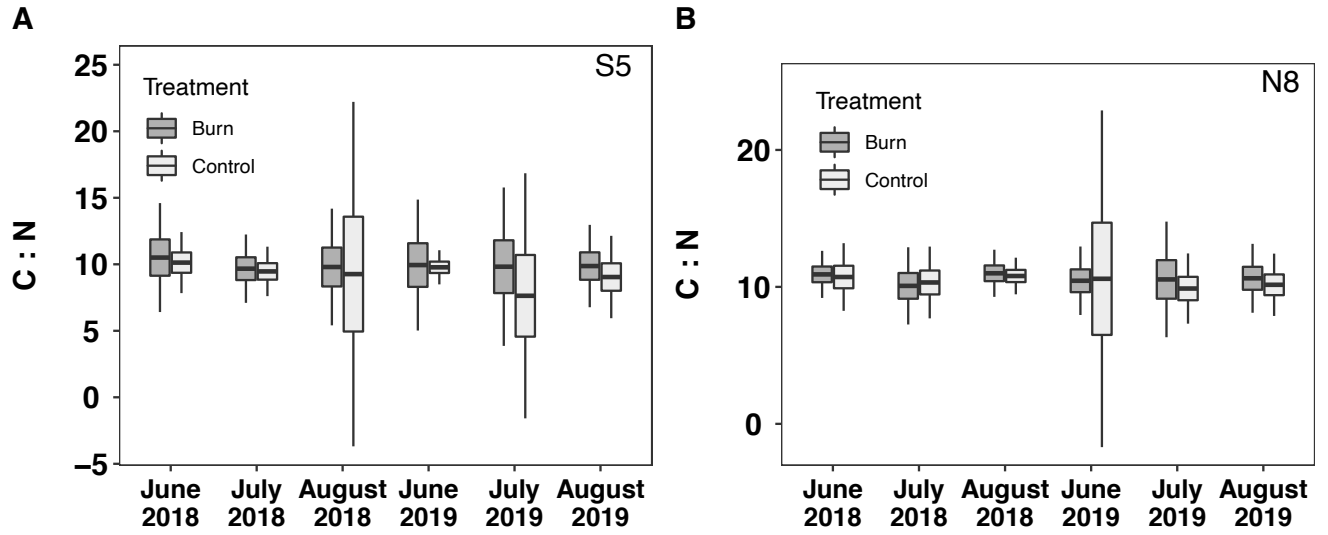 A
C : N
25
20
15
10
5
0
−5
S5
Treatment
Burn
Control
June 2018
July 2018
August 2018
June 2019
July 2019
August 2019
B
C : N
20
10
0
N8
Treatment
Burn
Control
June 2018
July 2018
August 2018
June 2019
July 2019
August 2019